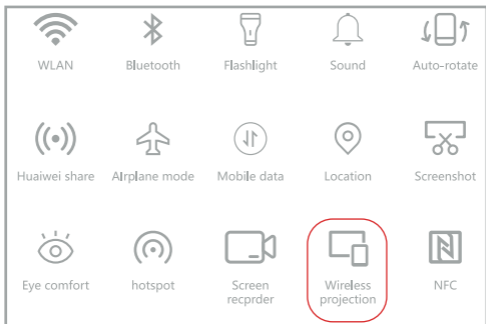 WLAN Bluetooth Flashlight Sound Auto-rotate
Huaiwei share Airplane mode Mobile data Location Screenshot
Eye comfort hotspot Screen recprder Wireless projection NFC